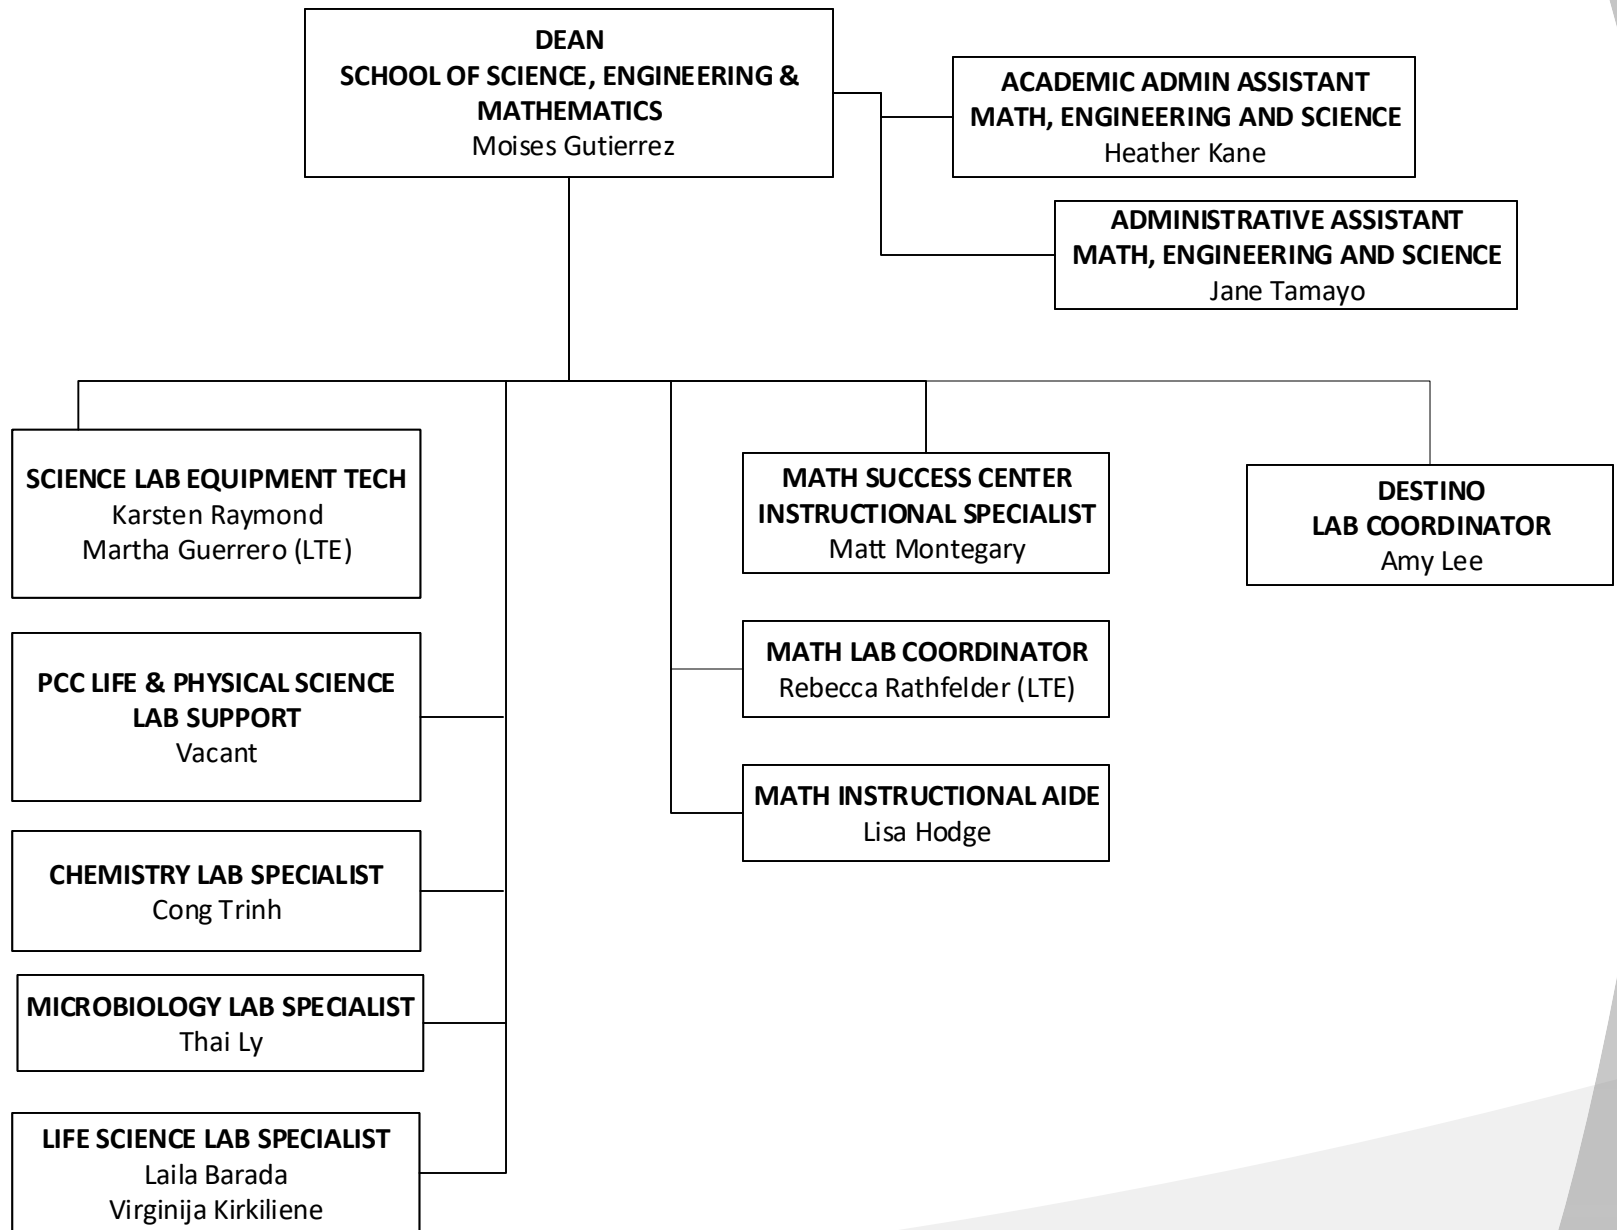 DEAN
SCHOOL OF SCIENCE, ENGINEERING &
MATHEMATICS
Moises Gutierrez
ACADEMIC ADMIN ASSISTANT
MATH, ENGINEERING AND SCIENCE
Heather Kane
ADMINISTRATIVE ASSISTANT
MATH, ENGINEERING AND SCIENCE
Jane Tamayo
SCIENCE LAB EQUIPMENT TECH
Karsten Raymond
Martha Guerrero (LTE)
PCC LIFE & PHYSICAL SCIENCE
LAB SUPPORT
Vacant
CHEMISTRY LAB SPECIALIST
Cong Trinh
MICROBIOLOGY LAB SPECIALIST
Thai Ly
LIFE SCIENCE LAB SPECIALIST
Laila Barada
Virginija Kirkiliene
MATH SUCCESS CENTER
INSTRUCTIONAL SPECIALIST
Matt Montegary
MATH LAB COORDINATOR
Rebecca Rathfelder (LTE)
MATH INSTRUCTIONAL AIDE
Lisa Hodge
DESTINO
LAB COORDINATOR
Amy Lee